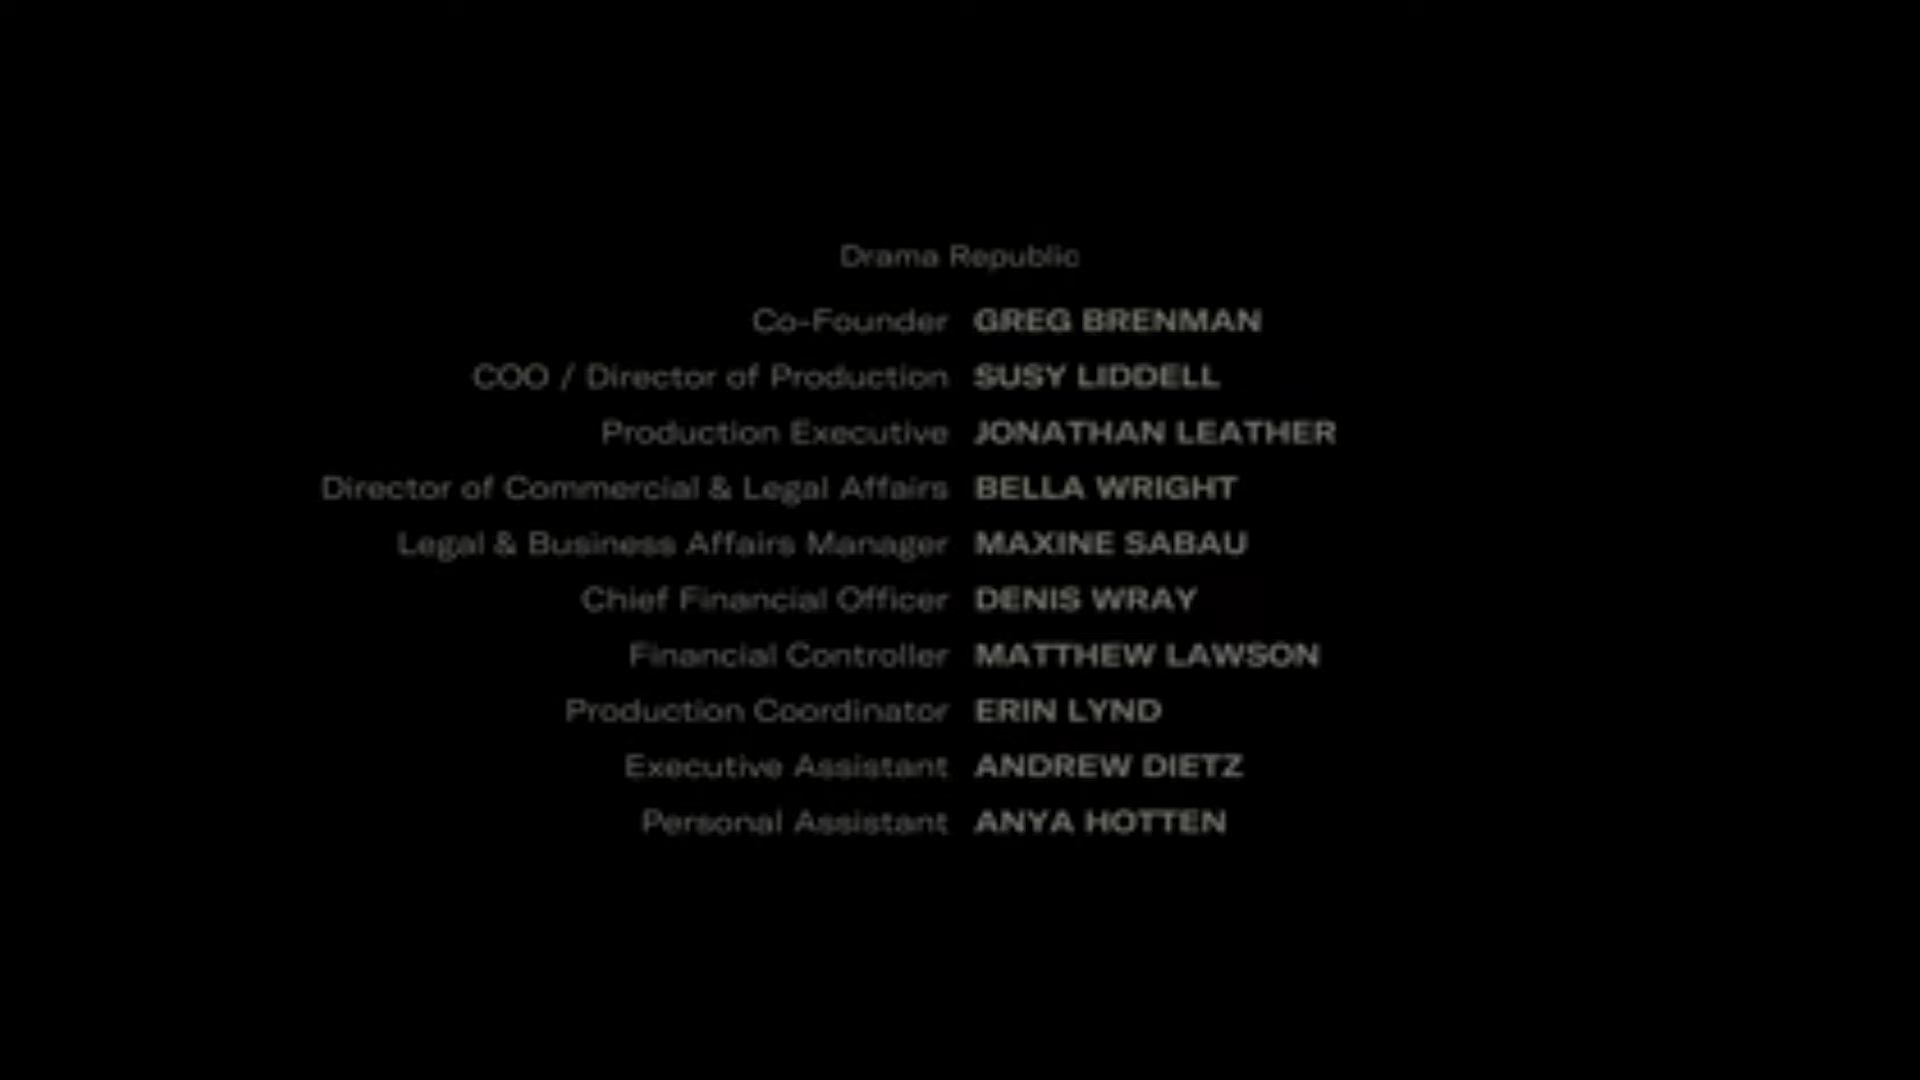 Drama Republic
Co-Founder GREG BRENMAN
COO / Director of Production SUSY LIDDELL
Production Executive JONATHAN LEATHER
Director of Commercial & Legal Affairs BELLA WRIGHT
Legal & Business Affairs Manager MAXINE SABAU
Chief Financial Officer DENIS WRAY
Financial Controller MATTHEW LAWSON
Production Coordinator ERIN LYND
Executive Assistant ANDREW DIETZ
Personal Assistant ANYA HOTTEN